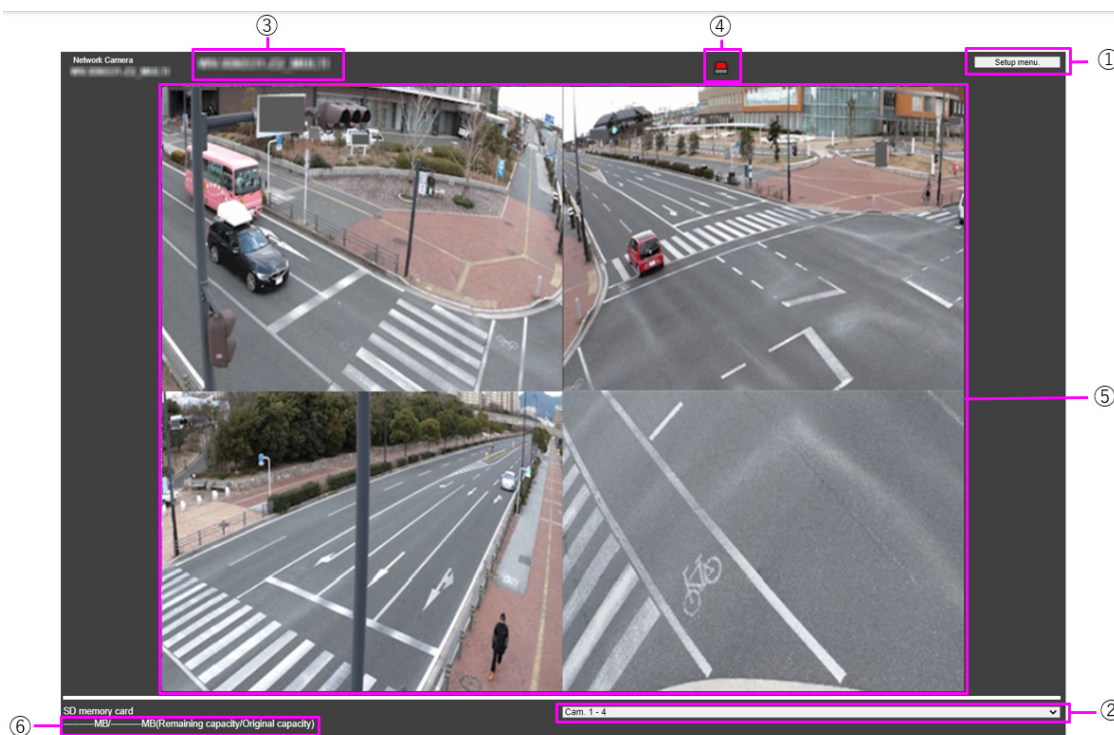 ③
④
①
Network Camera
Setup menu.
⑤
SD memory card
Cam. 1 - 4
②
⑥
----------MB/----------MB(Remaining capacity/Original capacity)